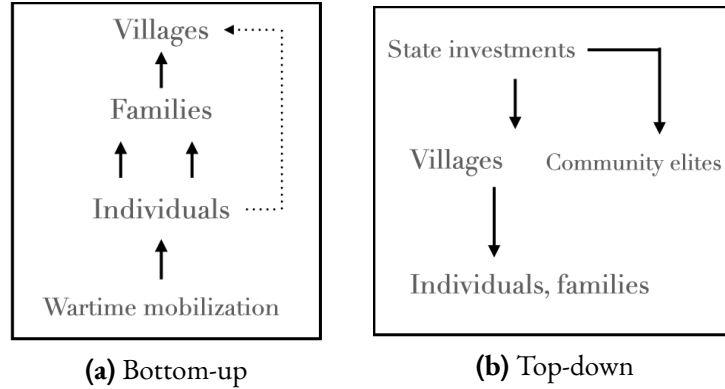 Villages
Families
Individuals
Wartime mobilization
(a) Bottom-up
State investments
Villages
Community elites
Individuals, families
(b) Top-down